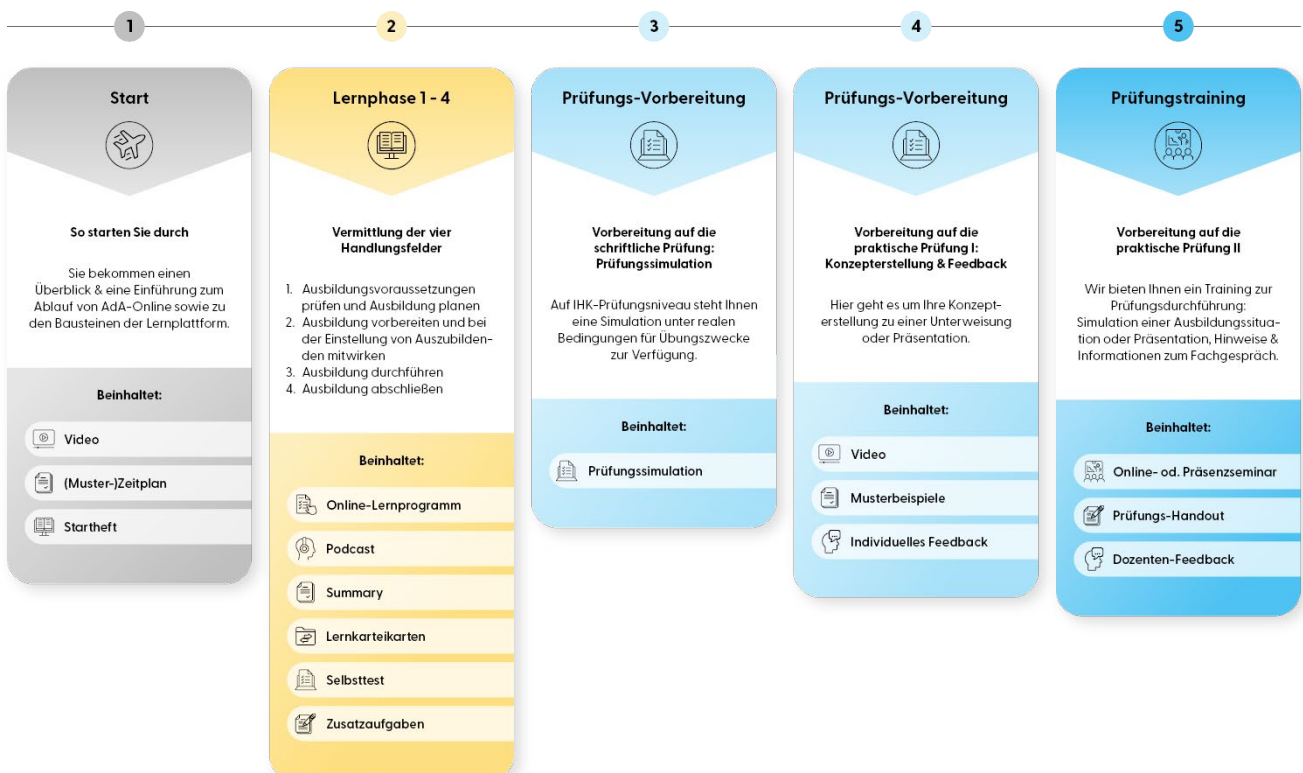 1
2
3
4
5
Start
So starten Sie durch
Sie bekommen einen
Überblick & eine Einführung zum
Ablauf von AdA-Online sowie zu
den Bausteinen der Lernplattform.
Beinhaltet:
Video
(Muster-)Zeitplan
Startheft
Lernphase 1 - 4
Vermittlung der vier
Handlungsfelder
1. Ausbildungsvoraussetzungen
prüfen und Ausbildung planen
2. Ausbildung vorbereiten und bei
der Einstellung von Auszubilden-
den mitwirken
3. Ausbildung durchführen
4. Ausbildung abschließen
Beinhaltet:
Online-Lernprogramm
Podcast
Summary
Lernkarteikarten
Selbsttest
Zusatzaufgaben
Prüfungs-Vorbereitung
Vorbereitung auf die
schriftliche Prüfung:
Prüfungssimulation
Auf IHK-Prüfungsniveau steht Ihnen
eine Simulation unter realen
Bedingungen für Übungszwecke
zur Verfügung.
Beinhaltet:
Prüfungssimulation
Prüfungs-Vorbereitung
Vorbereitung auf die
praktische Prüfung I:
Konzepterstellung & Feedback
Hier geht es um Ihre Konzept-
erstellung zu einer Unterweisung
oder Präsentation.
Beinhaltet:
Video
Musterbeispiele
Individuelles Feedback
Prüfungstraining
Vorbereitung auf die
praktische Prüfung II
Wir bieten Ihnen ein Training zur
Prüfungsdurchführung:
Simulation einer Ausbildungssitua-
tion oder Präsentation, Hinweise &
Informationen zum Fachgespräch.
Beinhaltet:
Online- od. Präsenzseminar
Prüfungs-Handout
Dozenten-Feedback